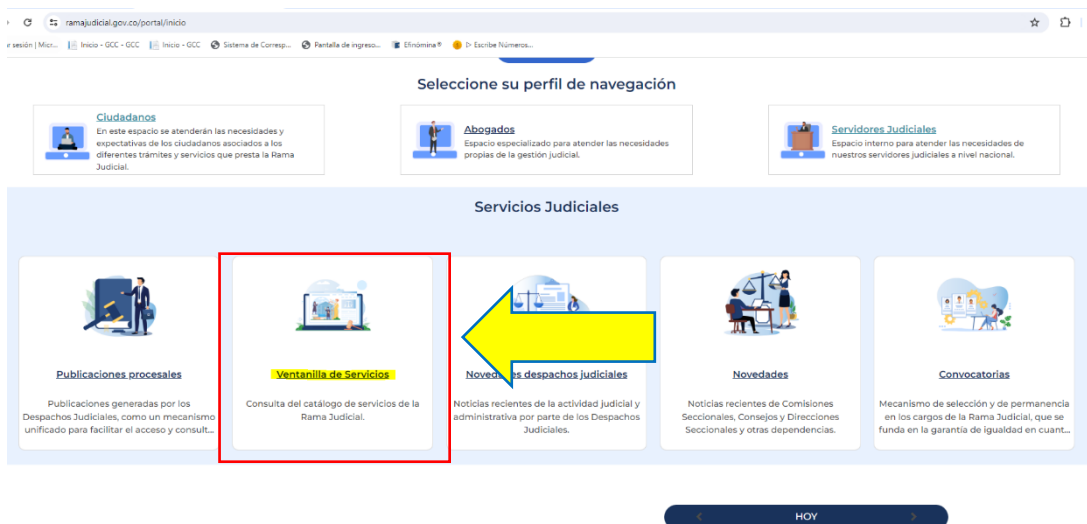 ramajudicial.gov.co/portal/inicio
r sesión | Micr...
Inicio - GCC - GCC
Inicio - GCC - GCC
Sistema de Corresp...
Pantalla de ingreso...
Efinómina®
Escribe Números...
Seleccione su perfil de navegación
Ciudadanos
En este espacio se atenderán las necesidades y
expectativas de los ciudadanos asociados a los
diferentes trámites y servicios que presta la Rama
Judicial.
Abogados
Espacio especializado para atender las necesidades
propias de la gestión judicial.
Servidores Judiciales
Espacio interno para atender las necesidades de
nuestros servidores judiciales a nivel nacional.
Servicios Judiciales
Publicaciones procesales
Publicaciones generadas por los
Despachos Judiciales, como un mecanismo
unificado para facilitar el acceso y consult...
Ventanilla de Servicios
Consulta del catálogo de servicios de la
Rama Judicial.
despachos judiciales
Noticias recientes de la actividad judicial y
administrativa por parte de los Despachos
Judiciales.
Novedades
Noticias recientes de Comisiones
Seccionales, Consejos y Direcciones
Seccionales y otras dependencias.
Convocatorias
Mecanismo de selección y de permanencia
en los cargos de la Rama Judicial, que se
funda en la garantía de igualdad en cuant...
HOY